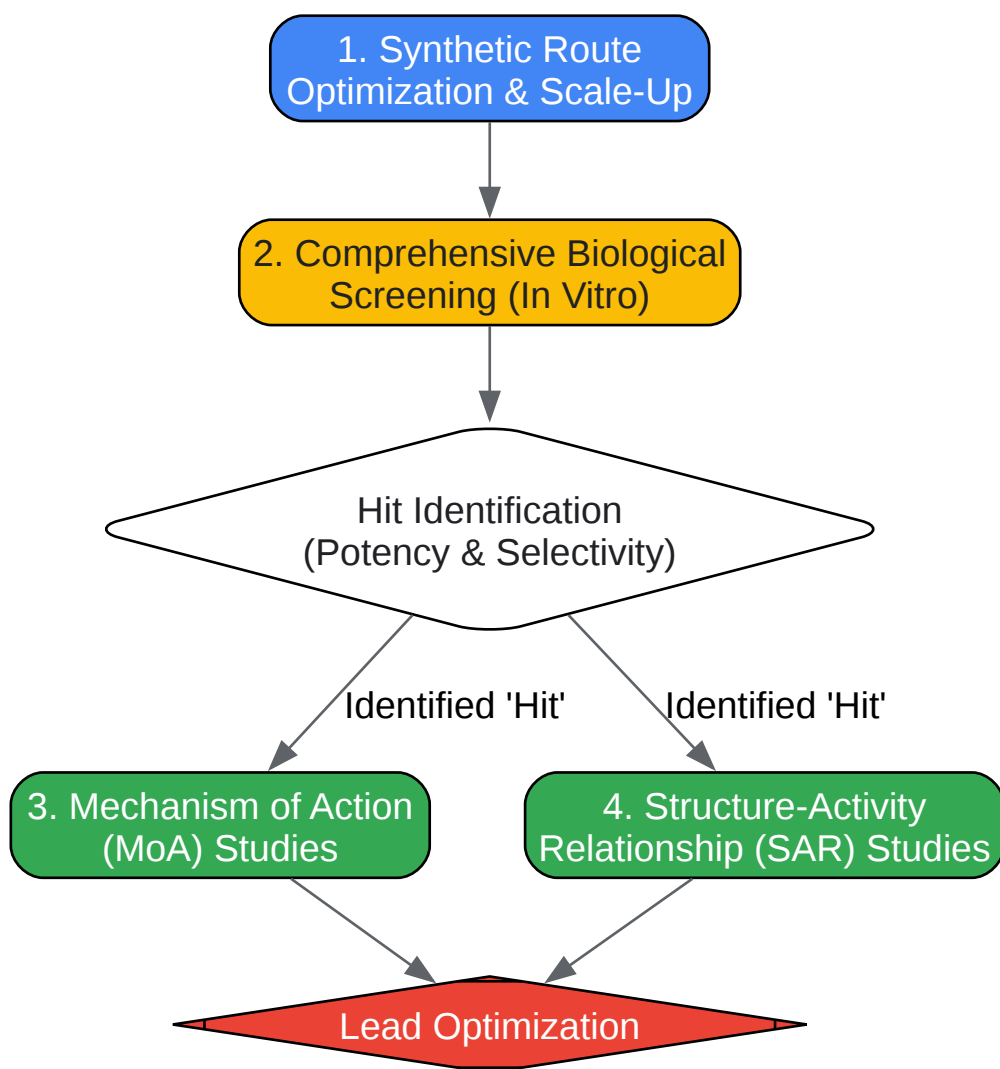 1. Synthetic Route
Optimization & Scale-Up
2. Comprehensive Biological
Screening (In Vitro)
Hit Identification
(Potency & Selectivity)
Identified 'Hit'
Identified 'Hit'
3. Mechanism of Action
(MoA) Studies
4. Structure-Activity
Relationship (SAR) Studies
Lead Optimization